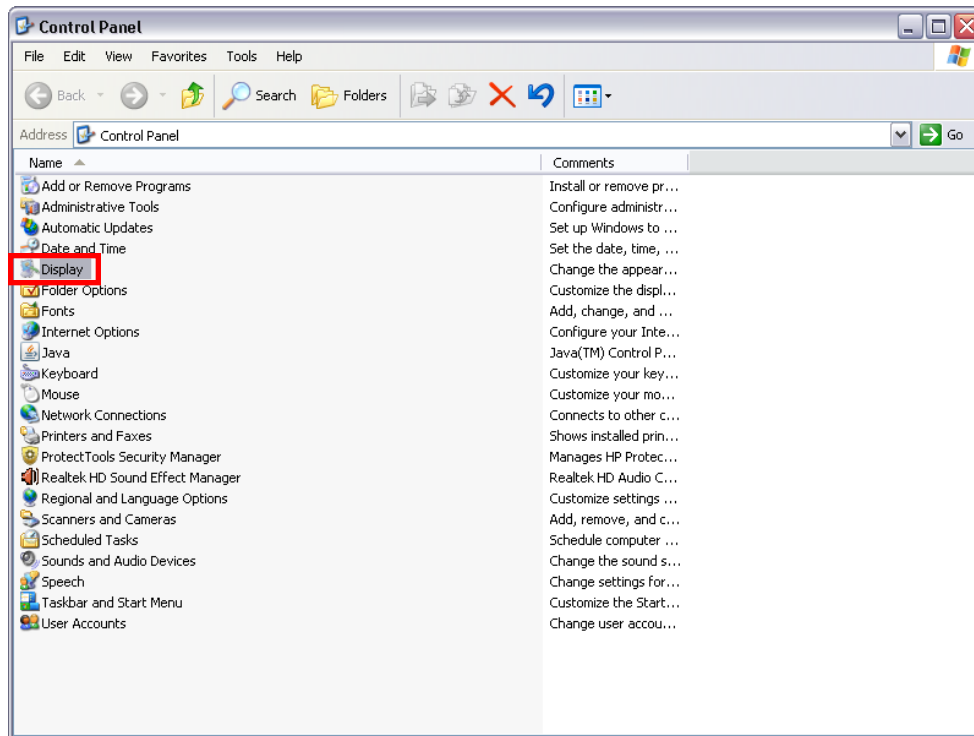 Control Panel
File Edit View Favorites Tools Help
Back Search Folders
Address Control Panel Go
Name Comments
Add or Remove Programs Install or remove pr...
Administrative Tools Configure administr...
Automatic Updates Set up Windows to ...
Date and Time Set the date, time, ...
Display Change the appear...
Folder Options Customize the displ...
Fonts Add, change, and ...
Internet Options Configure your Inte...
Java Java(TM) Control P...
Keyboard Customize your key...
Mouse Customize your mo...
Network Connections Connects to other c...
Printers and Faxes Shows installed prin...
ProtectTools Security Manager Manages HP Protec...
Realtek HD Sound Effect Manager Realtek HD Audio C...
Regional and Language Options Customize settings ...
Scanners and Cameras Add, remove, and c...
Scheduled Tasks Schedule computer ...
Sounds and Audio Devices Change the sound s...
Speech Change settings for...
Taskbar and Start Menu Customize the Start...
User Accounts Change user accou...